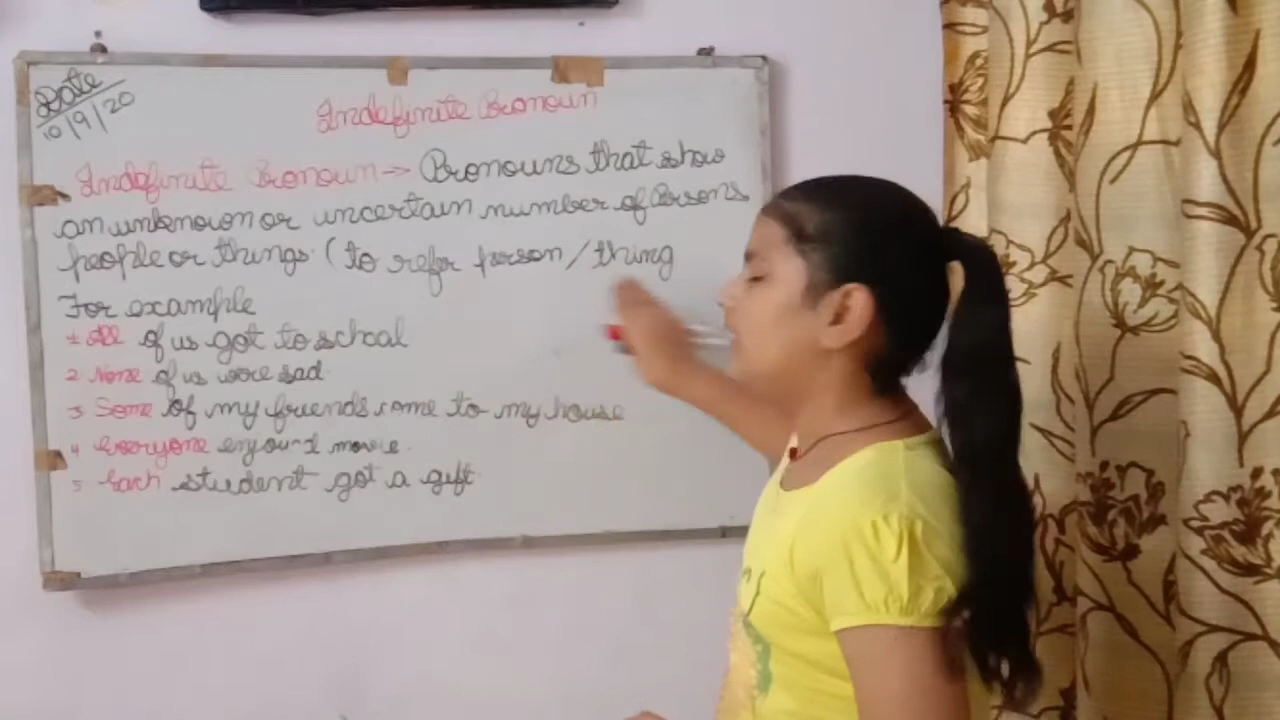 Date
10/9/20
Indefinite Pronoun
Indefinite Pronoun → Pronouns that show
an unknown or uncertain number of Persons
people or things. (to refer person/thing
For example
1 All of us got to school
2 None of us were sad
3 Some of my friends come to my house
4 Everyone movie.
5 Each student got a gift.